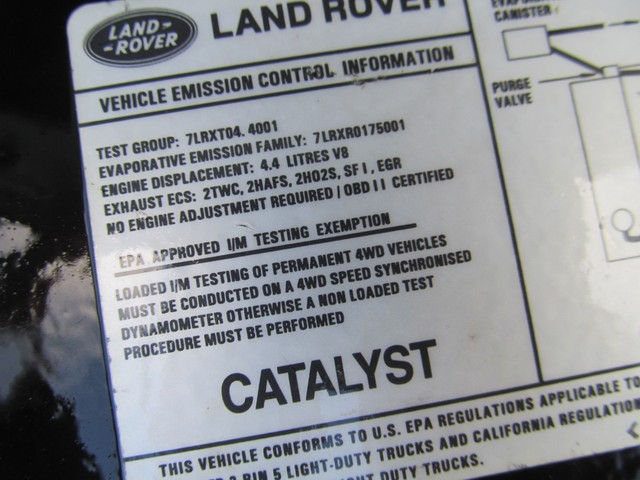 LAND-
-ROVER
LAND ROVER
VEHICLE EMISSION CONTROL INFORMATION
TEST GROUP: 7LRXT04.4001
EVAPORATIVE EMISSION FAMILY: 7LRXR0175001
ENGINE DISPLACEMENT: 4.4 LITRES V8
EXHAUST ECS: 2TWC, 2HAFS, 2HO2S, SFI, EGR
NO ENGINE ADJUSTMENT REQUIRED/OBD II CERTIFIED
EPA APPROVED I/M TESTING EXEMPTION
LOADED I/M TESTING OF PERMANENT 4WD VEHICLES
MUST BE CONDUCTED ON A 4WD SPEED SYNCHRONISED
DYNAMOMETER OTHERWISE A NON LOADED TEST
PROCEDURE MUST BE PERFORMED
CATALYST
CANISTER
PURGE
VALVE
THIS VEHICLE CONFORMS TO U.S. EPA REGULATIONS APPLICABLE TO
BIN 5 LIGHT-DUTY TRUCKS AND CALIFORNIA
DUTY TRUCKS.